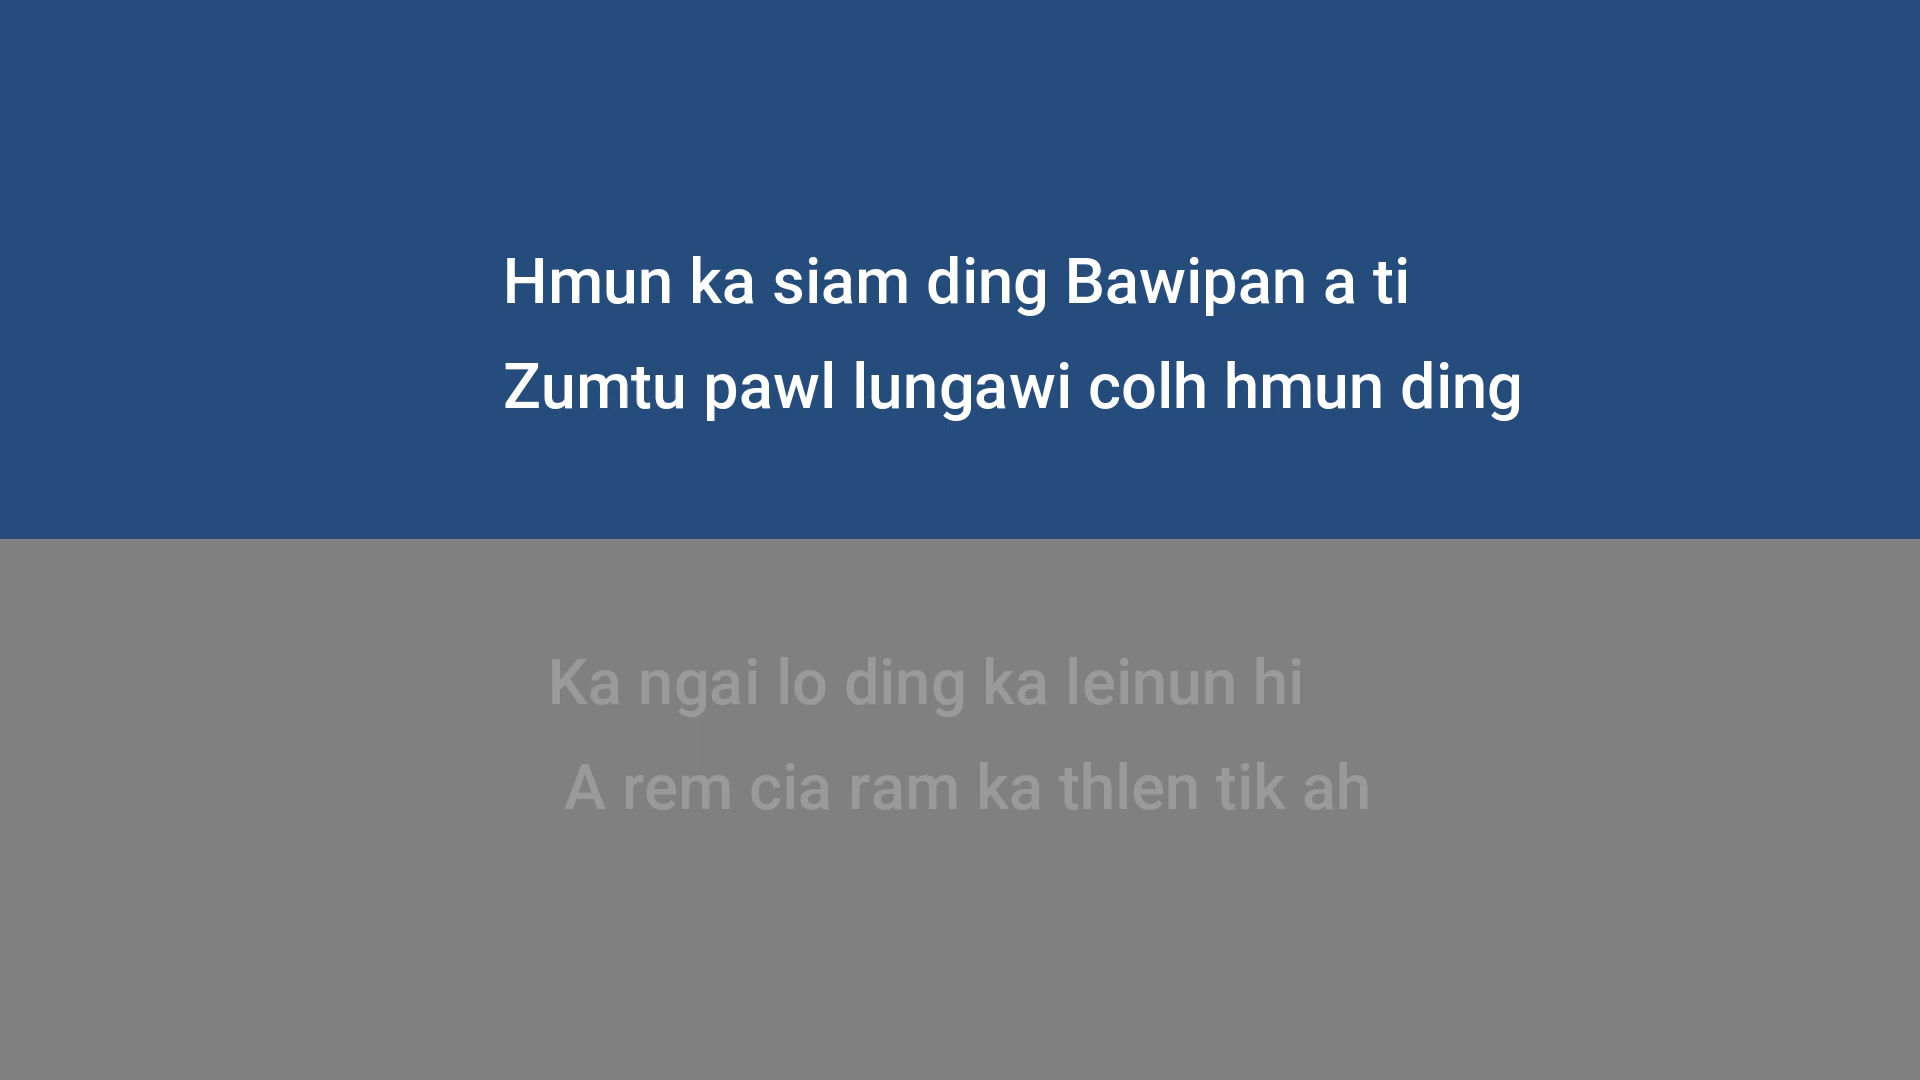 Hmun ka siam ding Bawipan a ti
Zumtu pawl lungawi colh hmun ding
Ka ngai lo ding ka leinun hi
A rem cia ram ka thlen tik ah